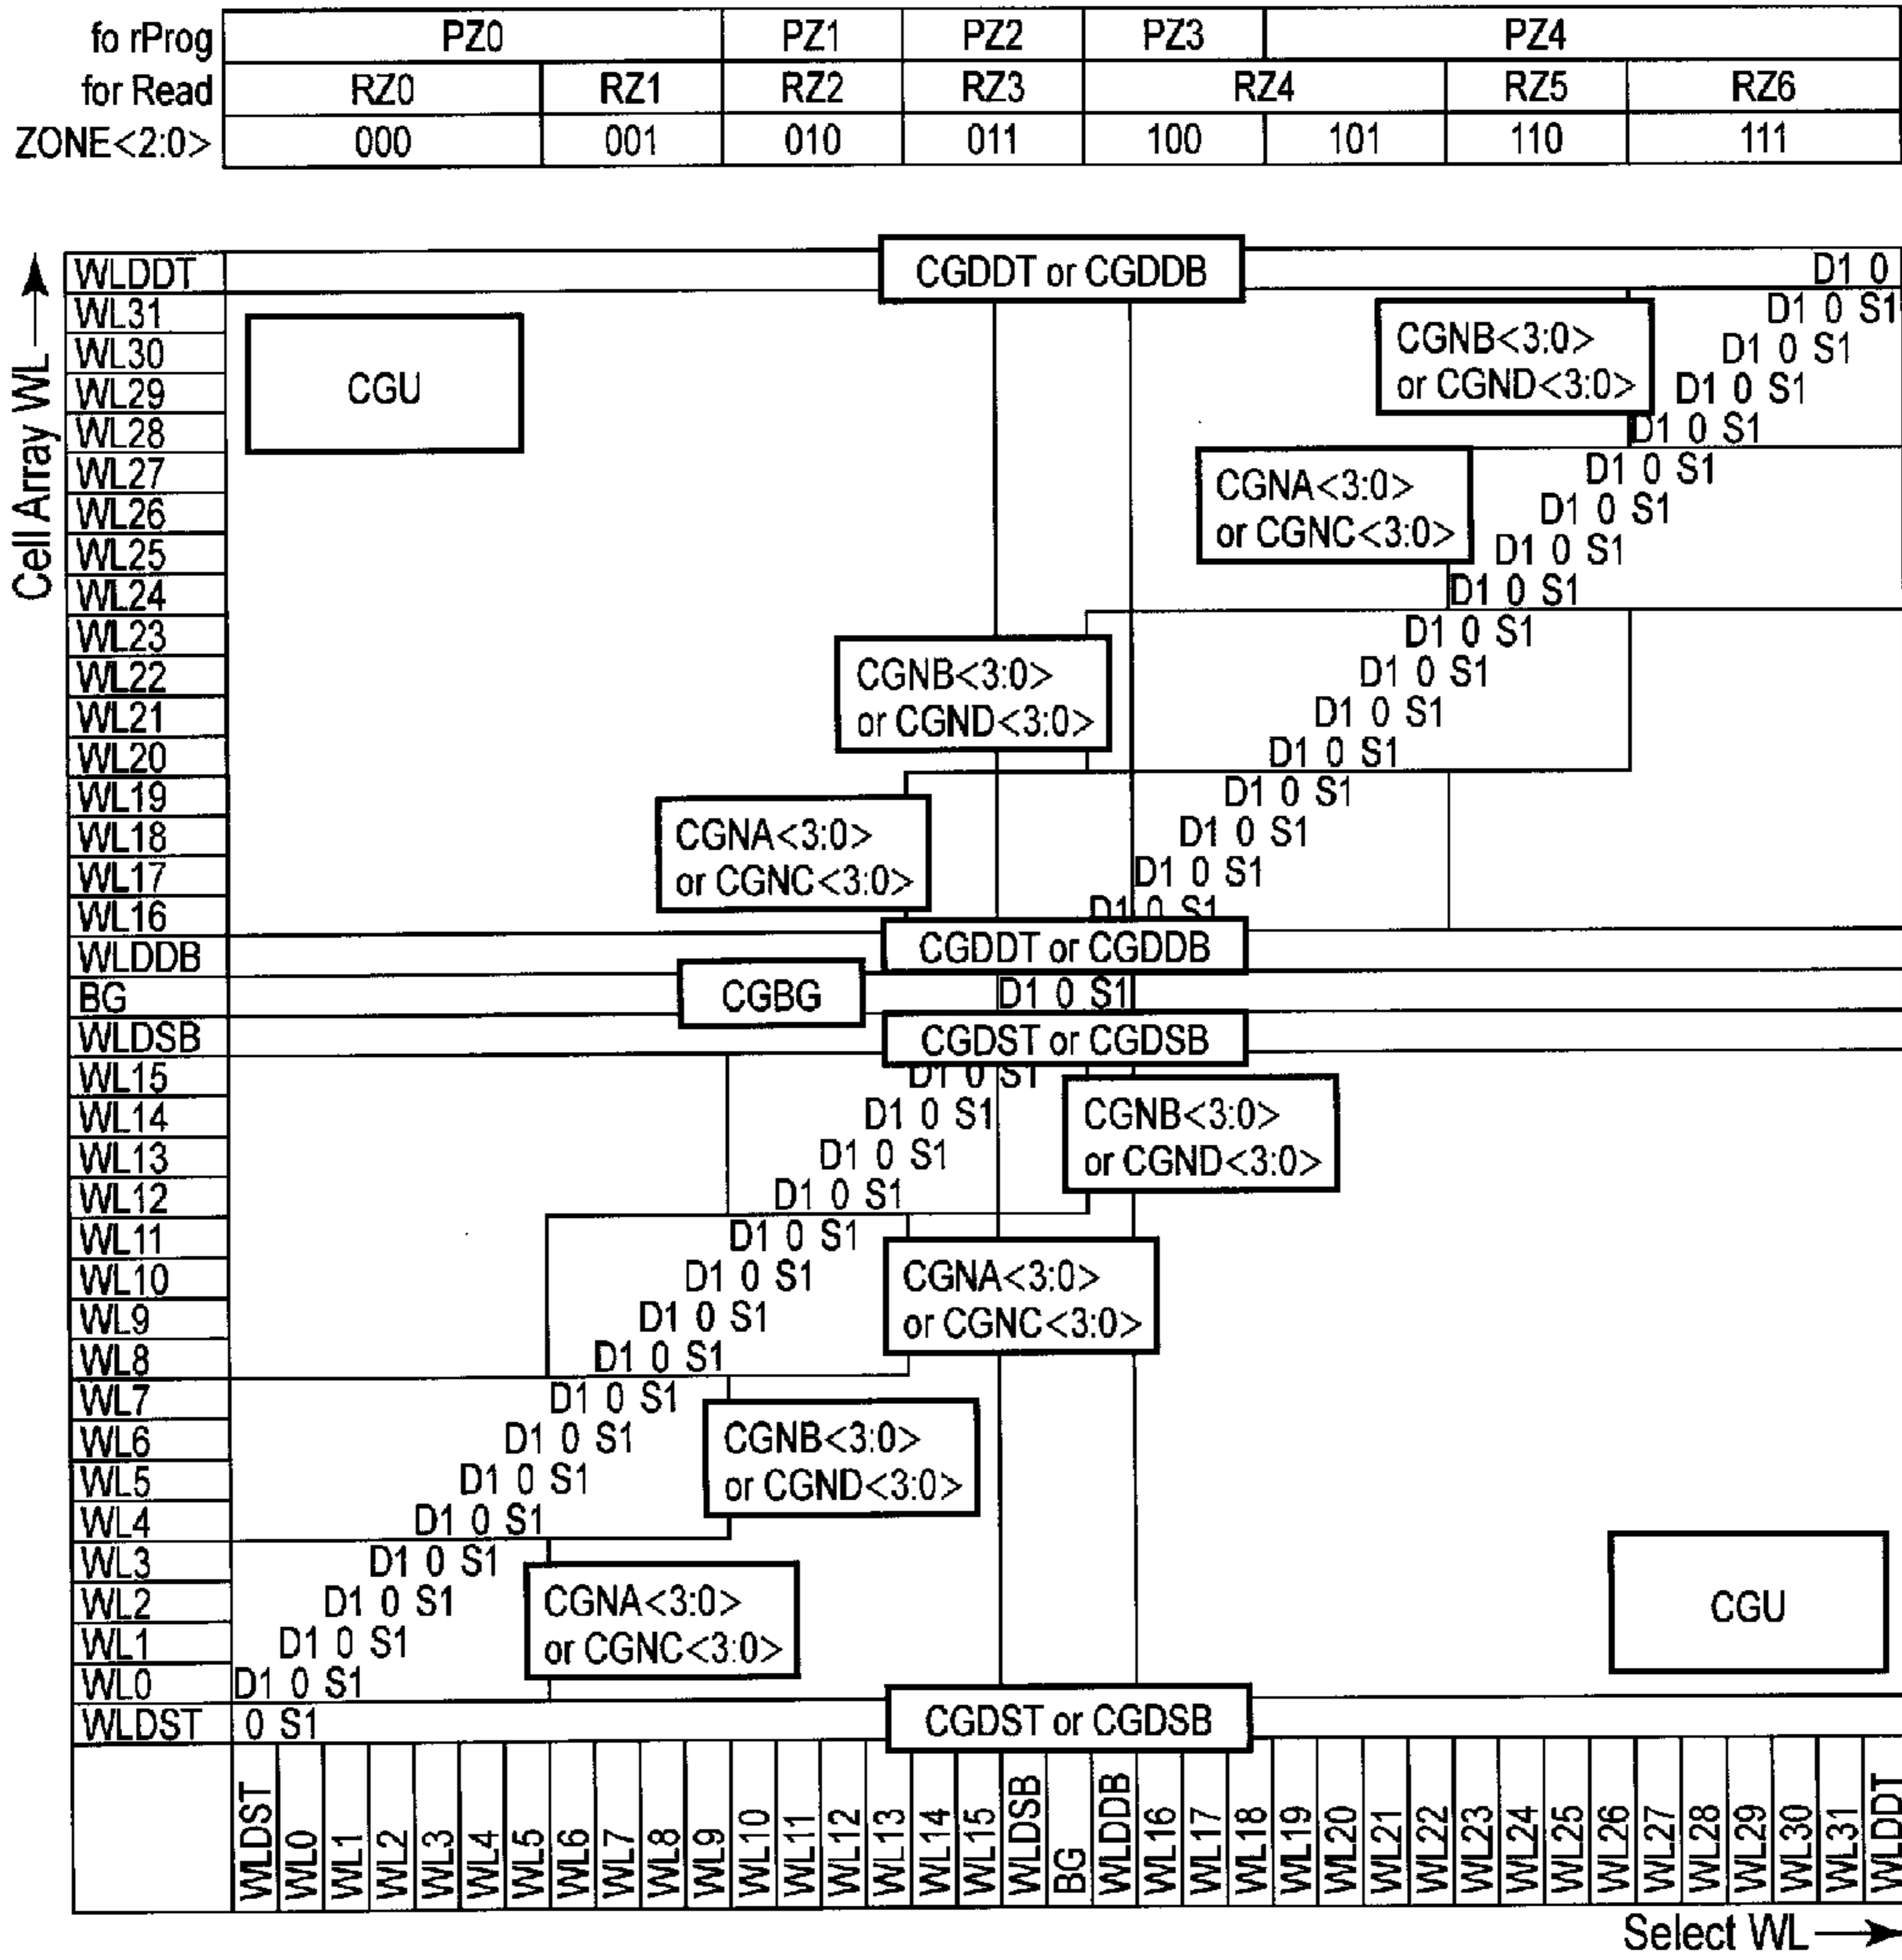 fo rProg PZ0 PZ1 PZ2 PZ3 PZ4
for Read RZ0 RZ1 RZ2 RZ3 RZ4 RZ5 RZ6
ZONE<2:0> 000 001 010 011 100 101 110 111
Cell Array WL
WLDDT CGDDT or CGDDB D1 0
WL31 D1 0 S1
CGU
CGNB<3:0>
or CGND<3:0>
WL30 D1 0 S1
WL29 D1 0 S1
WL28 D1 0 S1
WL27 D1 0 S1
CGNA<3:0>
or CGNC<3:0>
WL26 D1 0 S1
WL25 D1 0 S1
WL24 D1 0 S1
WL23 D1 0 S1
CGNB<3:0>
or CGND<3:0>
WL22 D1 0 S1
WL21 D1 0 S1
WL20 D1 0 S1
WL19 D1 0 S1
CGNA<3:0>
or CGNC<3:0>
WL18 D1 0 S1
WL17 D1 0 S1
WL16 D1 0 S1
WLDDB CGDDT or CGDDB
BG CGBG D1 0 S1
WLDSB CGDST or CGDSB
WL15 D1 0 S1
CGNB<3:0>
or CGND<3:0>
WL14 D1 0 S1
WL13 D1 0 S1
WL12 D1 0 S1
WL11 D1 0 S1
CGNA<3:0>
or CGNC<3:0>
WL10 D1 0 S1
WL9 D1 0 S1
WL8 D1 0 S1
WL7 D1 0 S1
CGNB<3:0>
or CGND<3:0>
WL6 D1 0 S1
WL5 D1 0 S1
WL4 D1 0 S1
WL3 D1 0 S1
CGNA<3:0>
or CGNC<3:0>
CGU
WL2 D1 0 S1
WL1 D1 0 S1
WL0 D1 0 S1
WLDST 0 S1 CGDST or CGDSB
WLDST WL0 WL1 WL2 WL3 WL4 WL5 WL6 WL7 WL8 WL9 WL10 WL11 WL12 WL13 WL14 WL15 WLDSB BG WLDDB WL16 WL17 WL18 WL19 WL20 WL21 WL22 WL23 WL24 WL25 WL26 WL27 WL28 WL29 WL30 WL31 WLDDT
Select WL